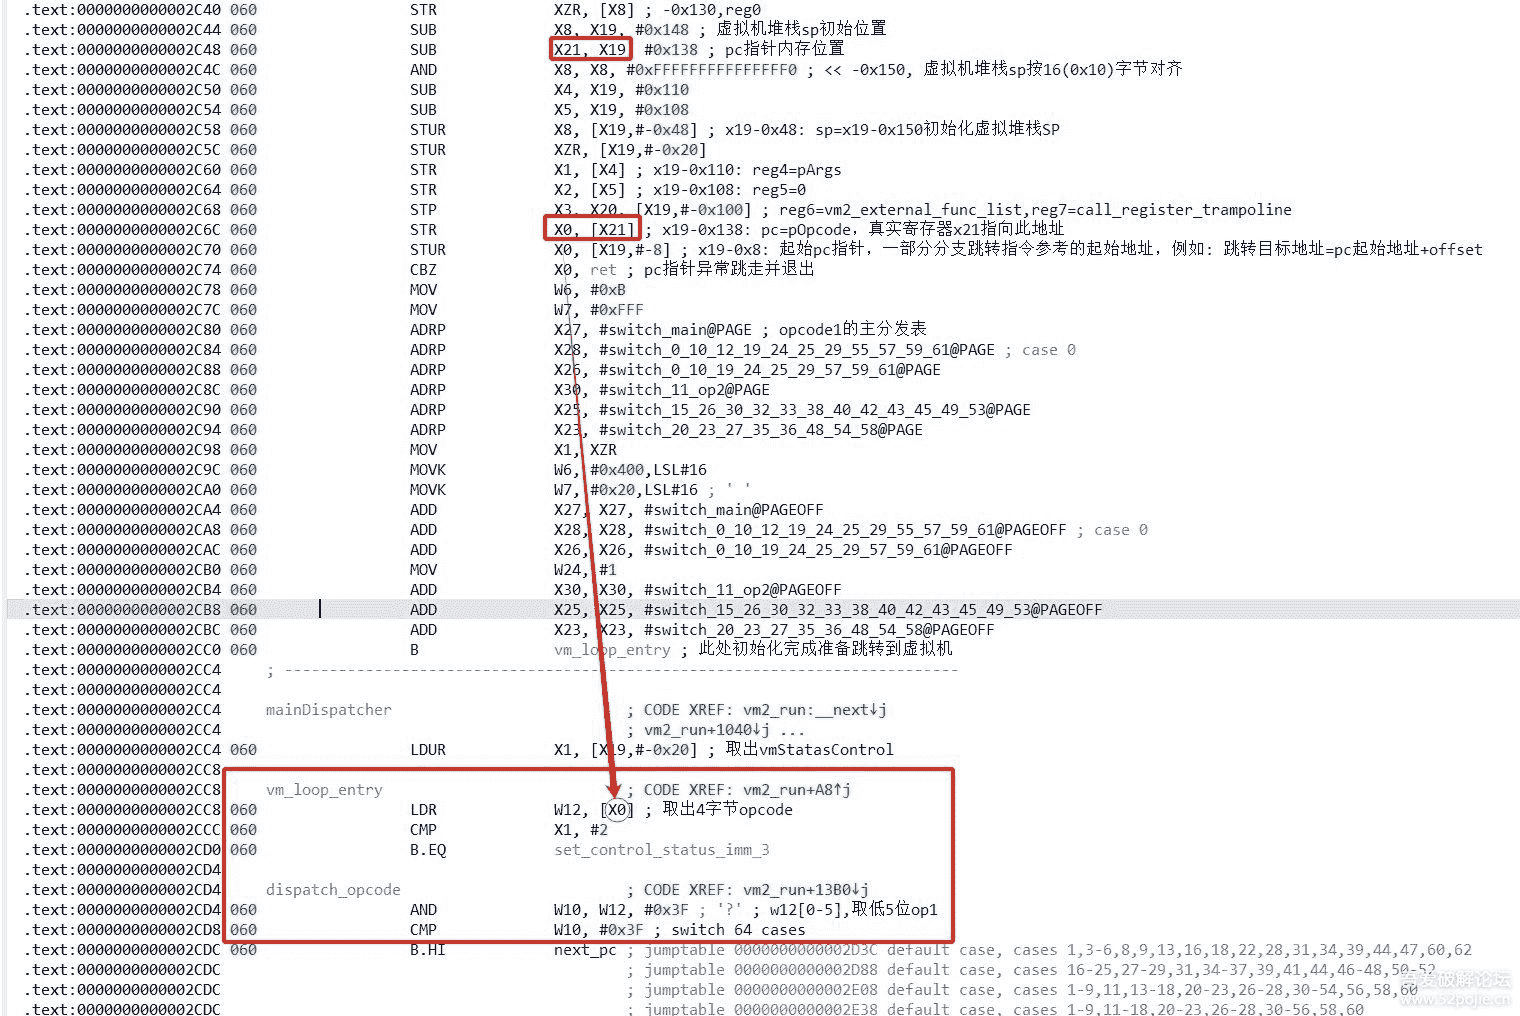 .text:0000000000002C40 060 STR XZR, [X8] ; -0x130,reg0
.text:0000000000002C44 060 SUB X8, X19, #0x148 ; 虚拟机堆栈sp初始位置
.text:0000000000002C48 060 SUB X21, X19 #0x138 ; pc指针内存位置
.text:0000000000002C4C 060 AND X8, X8, #0xFFFFFFFFFFFFFFF0 ; << -0x150, 虚拟机堆栈sp按16(0x10)字节对齐
.text:0000000000002C50 060 SUB X4, X19, #0x110
.text:0000000000002C54 060 SUB X5, X19, #0x108
.text:0000000000002C58 060 STUR X8, [X19,#-0x48] ; x19-0x48: sp=x19-0x150初始化虚拟堆栈SP
.text:0000000000002C5C 060 STUR XZR, [X19,#-0x20]
.text:0000000000002C60 060 STR X1, [X4] ; x19-0x110: reg4=pArgs
.text:0000000000002C64 060 STR X2, [X5] ; x19-0x108: reg5=0
.text:0000000000002C68 060 STP X3, X20, [X19,#-0x100] ; reg6=vm2_external_func_list,reg7=call_register_trampoline
.text:0000000000002C6C 060 STR X0, [X21] ; x19-0x138: pc=pOpcode, 真实寄存器x21指向此地址
.text:0000000000002C70 060 STUR X0, [X19,#-8] ; x19-0x8: 起始pc指针，一部分分支跳转指令参考的起始地址，例如: 跳转目标地址=pc起始地址+offset
.text:0000000000002C74 060 CBZ X0, ret ; pc指针异常跳走并退出
.text:0000000000002C78 060 MOV W6, #0xB
.text:0000000000002C7C 060 MOV W7, #0xFFF
.text:0000000000002C80 060 ADRP X27, #switch_main@PAGE ; opcode1的主分发表
.text:0000000000002C84 060 ADRP X28, #switch_0_10_12_19_24_25_29_55_57_59_61@PAGE ; case 0
.text:0000000000002C88 060 ADRP X26, #switch_0_10_19_24_25_29_57_59_61@PAGE
.text:0000000000002C8C 060 ADRP X30, #switch_11_op2@PAGE
.text:0000000000002C90 060 ADRP X25, #switch_15_26_30_32_33_38_40_42_43_45_49_53@PAGE
.text:0000000000002C94 060 ADRP X23, #switch_20_23_27_35_36_48_54_58@PAGE
.text:0000000000002C98 060 MOV X1, XZR
.text:0000000000002C9C 060 MOVK W6, #0x400,LSL#16
.text:0000000000002CA0 060 MOVK W7, #0x20,LSL#16 ; ' '
.text:0000000000002CA4 060 ADD X27, X27, #switch_main@PAGEOFF
.text:0000000000002CA8 060 ADD X28, X28, #switch_0_10_12_19_24_25_29_55_57_59_61@PAGEOFF ; case 0
.text:0000000000002CAC 060 ADD X26, X26, #switch_0_10_19_24_25_29_57_59_61@PAGEOFF
.text:0000000000002CB0 060 MOV W24, #1
.text:0000000000002CB4 060 ADD X30, X30, #switch_11_op2@PAGEOFF
.text:0000000000002CB8 060 ADD X25, X25, #switch_15_26_30_32_33_38_40_42_43_45_49_53@PAGEOFF
.text:0000000000002CBC 060 ADD X23, X23, #switch_20_23_27_35_36_48_54_58@PAGEOFF
.text:0000000000002CC0 060 B vm_loop_entry ; 此处初始化完成准备跳转到虚拟机
.text:0000000000002CC4 ; ---------------------------------------------------------------------------
.text:0000000000002CC4
.text:0000000000002CC4 mainDispatcher ; CODE XREF: vm2_run:__next↓j
.text:0000000000002CC4 ; vm2_run+1040↓j ...
.text:0000000000002CC4 060 LDUR X1, [X19,#-0x20] ; 取出vmStatasControl
.text:0000000000002CC8
.text:0000000000002CC8 vm_loop_entry ; CODE XREF: vm2_run+A8↑j
.text:0000000000002CC8 060 LDR W12, [X0] ; 取出4字节opcode
.text:0000000000002CCC 060 CMP X1, #2
.text:0000000000002CD0 060 B.EQ set_control_status_imm_3
.text:0000000000002CD4
.text:0000000000002CD4 dispatch_opcode ; CODE XREF: vm2_run+13B0↓j
.text:0000000000002CD4 060 AND W10, W12, #0x3F ; '?' ; w12[0-5],取低5位op1
.text:0000000000002CD8 060 CMP W10, #0x3F ; switch 64 cases
.text:0000000000002CDC 060 B.HI next_pc ; jumptable 0000000000002D3C default case, cases 1,3-6,8,9,13,16,18,22,28,31,34,39,44,47,60,62
.text:0000000000002CDC ; jumptable 0000000000002D88 default case, cases 16-25,27-29,31,34-37,39,41,44,46-48,50-52
.text:0000000000002CDC ; jumptable 0000000000002E08 default case, cases 1-9,11,13-18,20-23,26-28,30-54,56,58,60
.text:0000000000002CDC ; jumptable 0000000000002E38 default case, cases 1-9,11-18,20-23,26-28,30-56,58,60
吾爱破解论坛
www.52pojie.cn